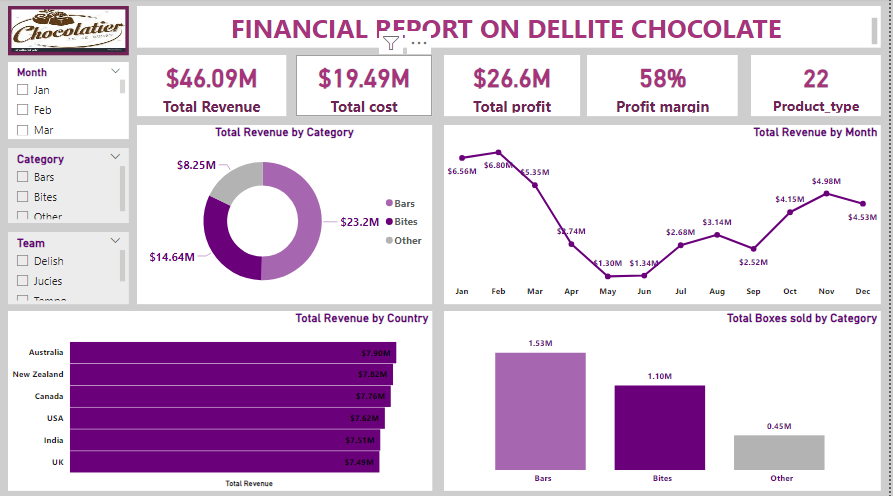 Chocolatier
FINANCIAL REPORT ON DELLITE CHOCOLATE
Month
Jan
Feb
Mar
Category
Bars
Bites
Other
Team
Delish
Jucies
Tempo
$46.09M
Total Revenue
$19.49M
Total cost
$26.6M
Total profit
58%
Profit margin
22
Product_type
Total Revenue by Category
$8.25M
$23.2M
$14.64M
Bars
Bites
Other
Total Revenue by Month
$6.56M
$6.80M
$5.35M
$2.74M
$1.30M
$1.34M
$2.68M
$3.14M
$2.52M
$4.15M
$4.98M
$4.53M
Jan Feb Mar Apr May Jun Jul Aug Sep Oct Nov Dec
Total Revenue by Country
Australia $7.90M
New Zealand $7.82M
Canada $7.76M
USA $7.62M
India $7.51M
UK $7.49M
Total Revenue
Total Boxes sold by Category
1.53M
1.10M
0.45M
Bars Bites Other